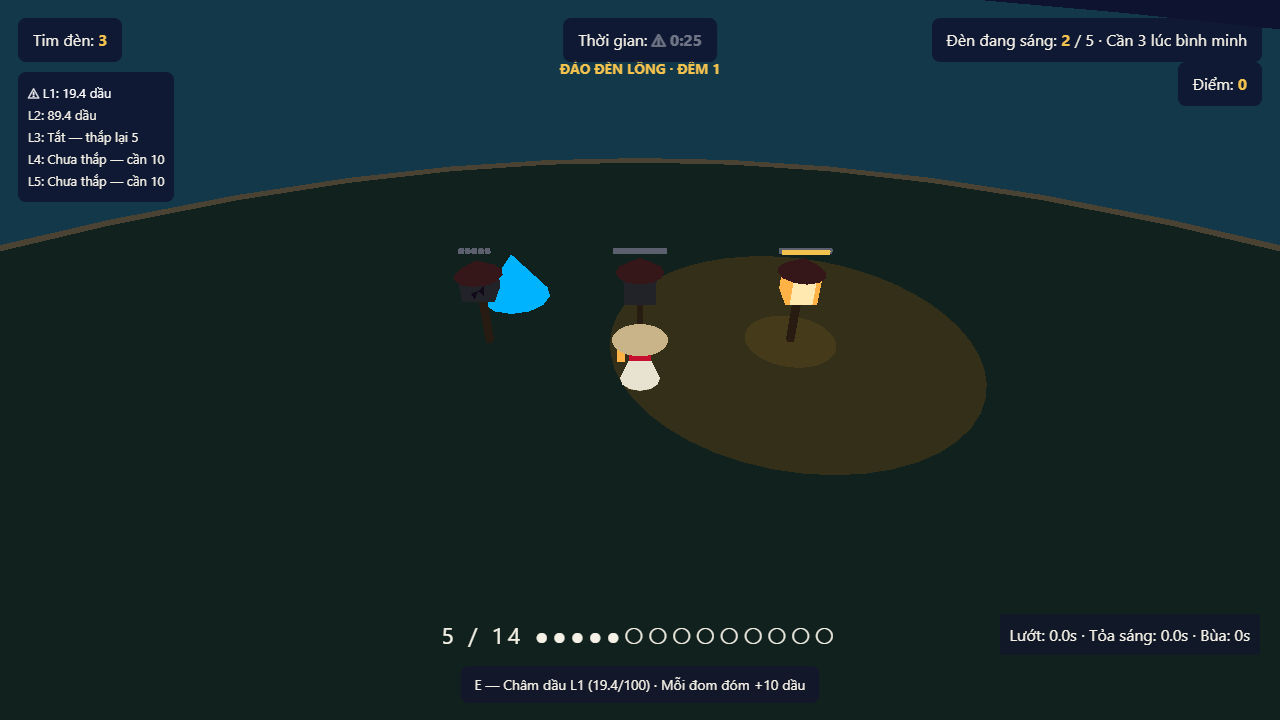 Tim đèn: 3
Thời gian: ⚠ 0:25
Đèn đang sáng: 2 / 5 · Cần 3 lúc bình minh
ĐẢO ĐÈN LỒNG · ĐÊM 1
Điểm: 0
⚠ L1: 19.4 dầu
L2: 89.4 dầu
L3: Tắt — thắp lại 5
L4: Chưa thắp — cần 10
L5: Chưa thắp — cần 10
5 / 14
Lướt: 0.0s · Tỏa sáng: 0.0s · Bùa: 0s
E — Châm dầu L1 (19.4/100) · Mỗi đom đóm +10 dầu